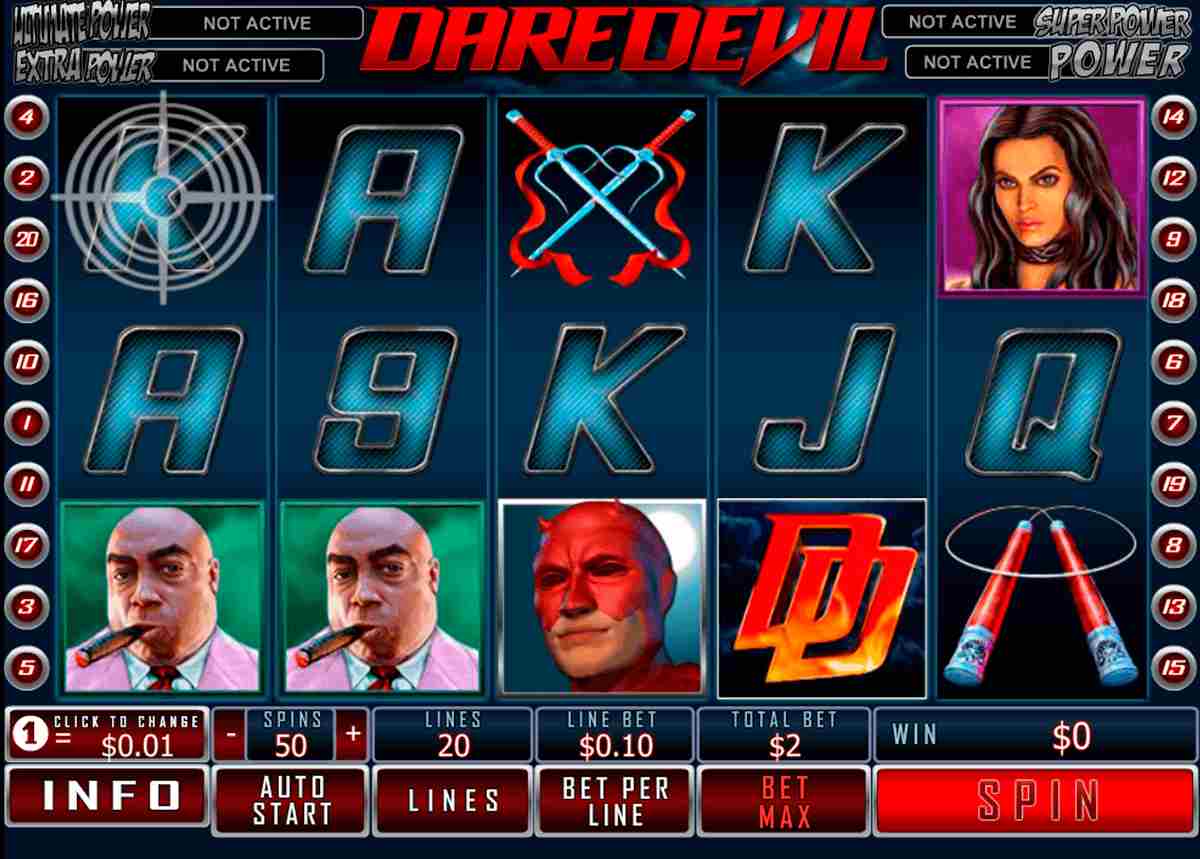 ULTIMATE POWER NOT ACTIVE
EXTRA POWER NOT ACTIVE
DAREDEVIL
NOT ACTIVE SUPER POWER
NOT ACTIVE POWER
4
2
20
16
10
1
11
17
3
5
K A K
A 9 K J Q
DD
14
12
9
18
6
7
19
8
13
15
1 = CLICK TO CHANGE
$0.01
- SPINS +
50
LINES
20
LINE BET
$0.10
TOTAL BET
$2
WIN $0
INFO
AUTO
START
LINES
BET PER
LINE
BET
MAX
SPIN